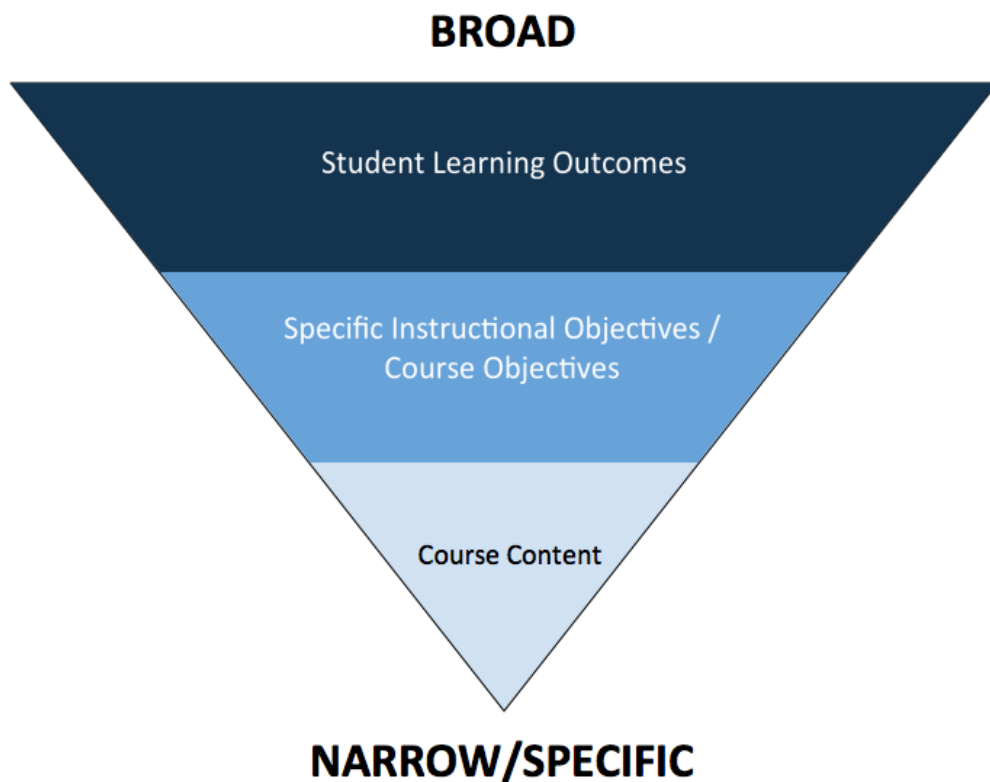 BROAD
Student Learning Outcomes
Specific Instructional Objectives /
Course Objectives
Course Content
NARROW/SPECIFIC